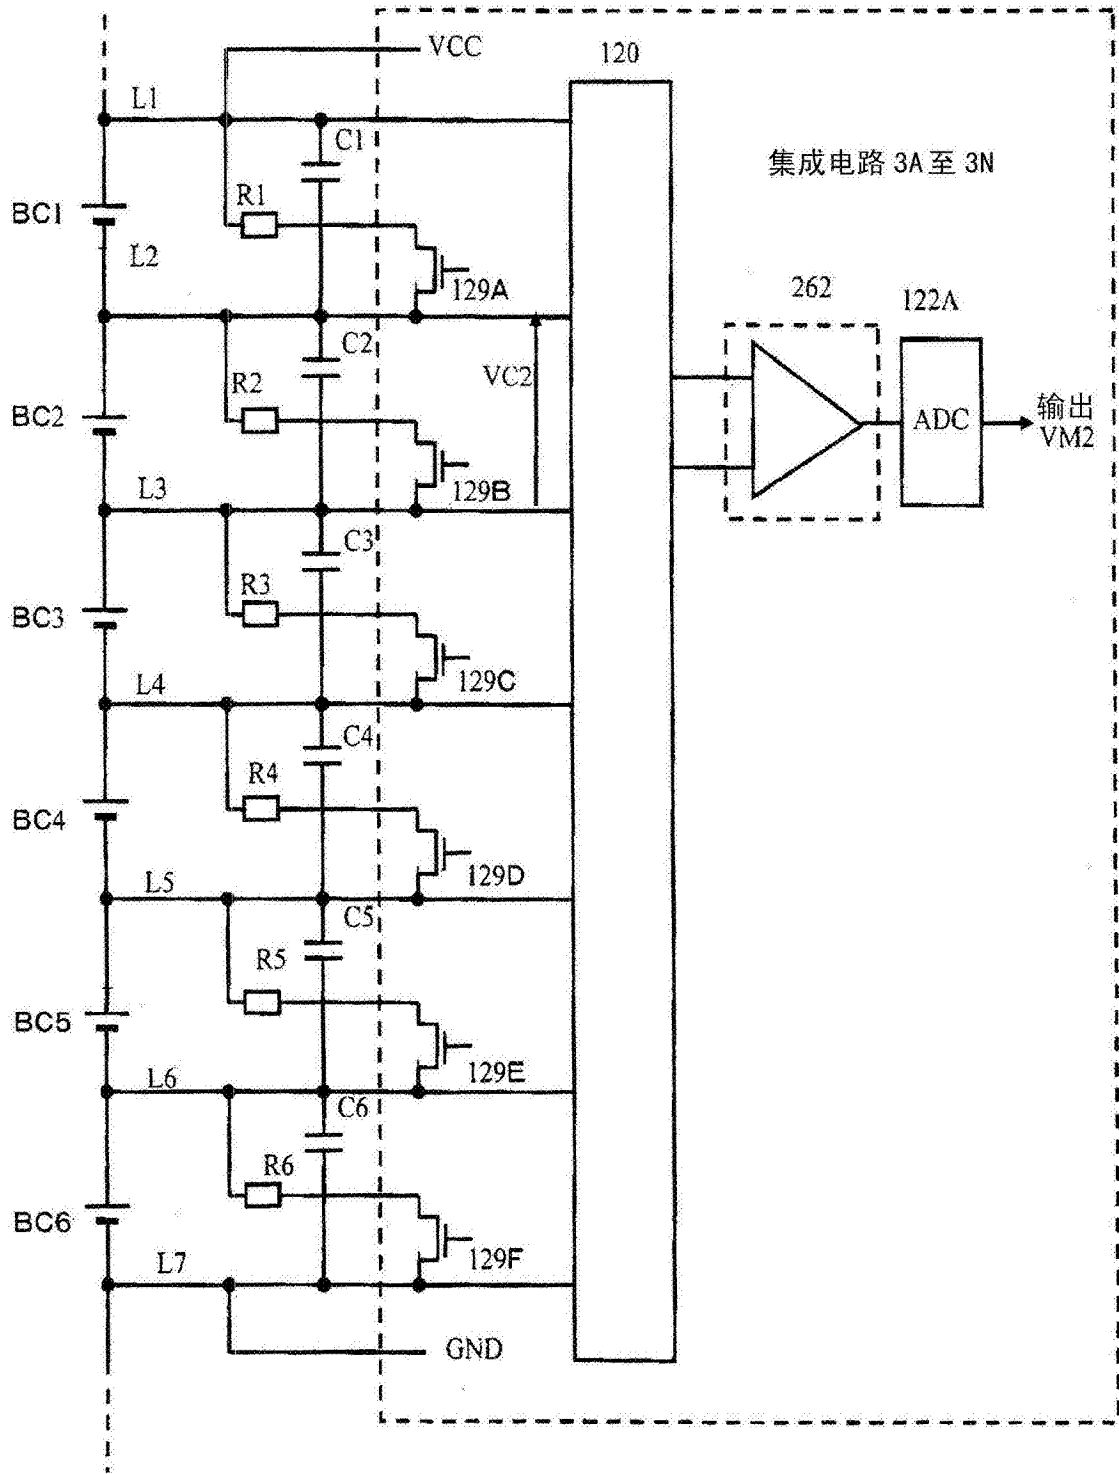 VCC
120
L1
C1
集成电路 3A至 3N
R1
BC1
L2
129A
262
122A
C2
VC2
R2
BC2
ADC
输出
VM2
129B
L3
C3
R3
BC3
129C
L4
C4
R4
BC4
129D
L5
C5
R5
BC5
129E
L6
C6
R6
BC6
129F
L7
GND